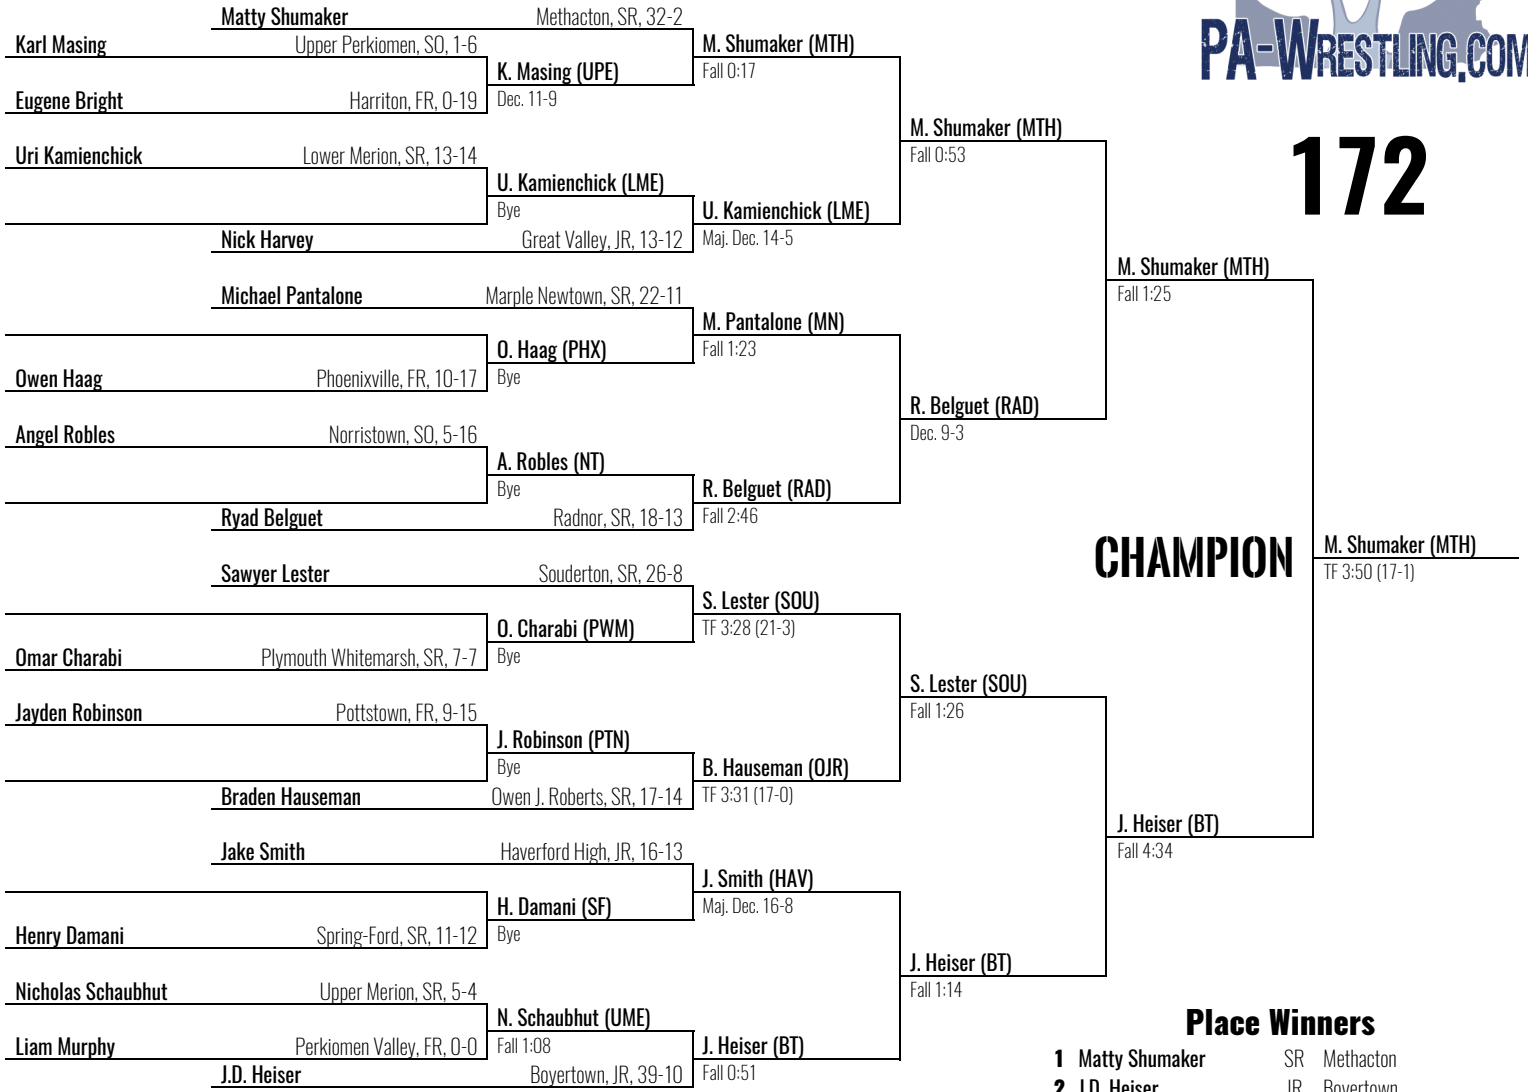 Matty Shumaker Methacton, SR, 32-2
Karl Masing Upper Perkiomen, SO, 1-6
M. Shumaker (MTH)
K. Masing (UPE)
Fall 0:17
Eugene Bright Harriton, FR, 0-19
Dec. 11-9
PA-WRESTLING.COM
M. Shumaker (MTH)
Fall 0:53
172
Uri Kamienchick Lower Merion, SR, 13-14
U. Kamienchick (LME)
Bye
U. Kamienchick (LME)
Nick Harvey Great Valley, JR, 13-12
Maj. Dec. 14-5
M. Shumaker (MTH)
Fall 1:25
Michael Pantalone Marple Newtown, SR, 22-11
M. Pantalone (MN)
O. Haag (PHX)
Fall 1:23
Owen Haag Phoenixville, FR, 10-17
Bye
R. Belguet (RAD)
Dec. 9-3
Angel Robles Norristown, SO, 5-16
A. Robles (NT)
Bye
R. Belguet (RAD)
Ryad Belguet Radnor, SR, 18-13
Fall 2:46
CHAMPION
M. Shumaker (MTH)
TF 3:50 (17-1)
Sawyer Lester Souderton, SR, 26-8
S. Lester (SOU)
O. Charabi (PWM)
TF 3:28 (21-3)
Omar Charabi Plymouth Whitemarsh, SR, 7-7
Bye
S. Lester (SOU)
Fall 1:26
Jayden Robinson Pottstown, FR, 9-15
J. Robinson (PTN)
Bye
B. Hauseman (OJR)
Braden Hauseman Owen J. Roberts, SR, 17-14
TF 3:31 (17-0)
J. Heiser (BT)
Fall 4:34
Jake Smith Haverford High, JR, 16-13
J. Smith (HAV)
H. Damani (SF)
Maj. Dec. 16-8
Henry Damani Spring-Ford, SR, 11-12
Bye
J. Heiser (BT)
Fall 1:14
Nicholas Schaubhut Upper Merion, SR, 5-4
N. Schaubhut (UME)
Liam Murphy Perkiomen Valley, FR, 0-0
Fall 1:08
J. Heiser (BT)
J.D. Heiser Boyertown, JR, 39-10
Fall 0:51
Place Winners
1 Matty Shumaker SR Methacton
2 J.D. Heiser JR Boyertown